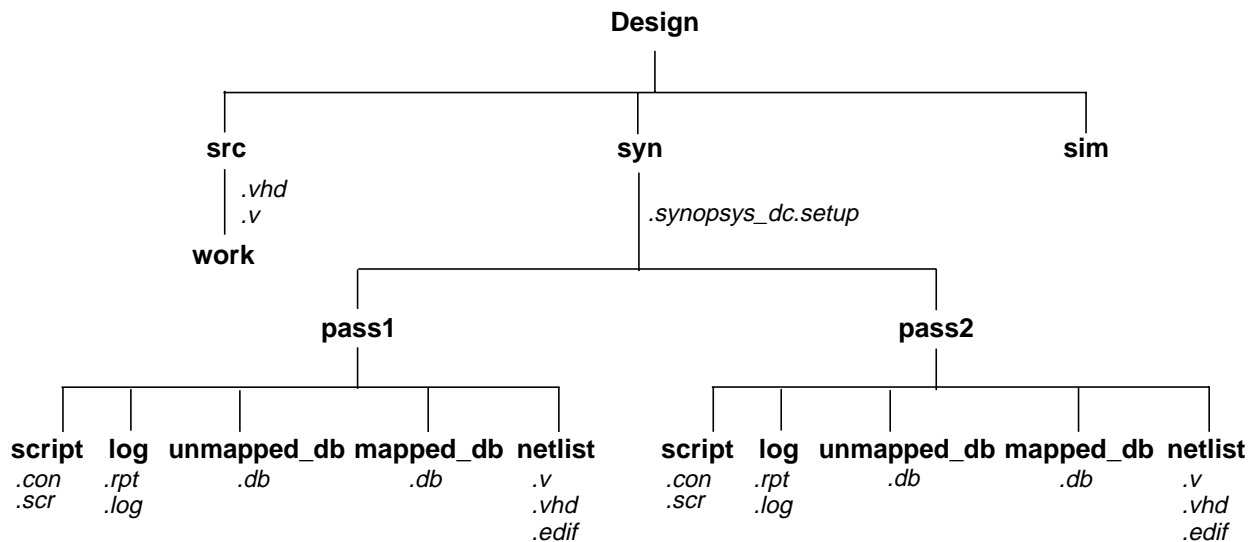 Design
src
syn
sim
.vhd
.v
.synopsys_dc.setup
work
pass1
pass2
script log unmapped_db mapped_db netlist
.con .rpt .db .db .v
.scr .log .vhd
.edif
script log unmapped_db mapped_db netlist
.con .rpt .db .db .v
.scr .log .vhd
.edif